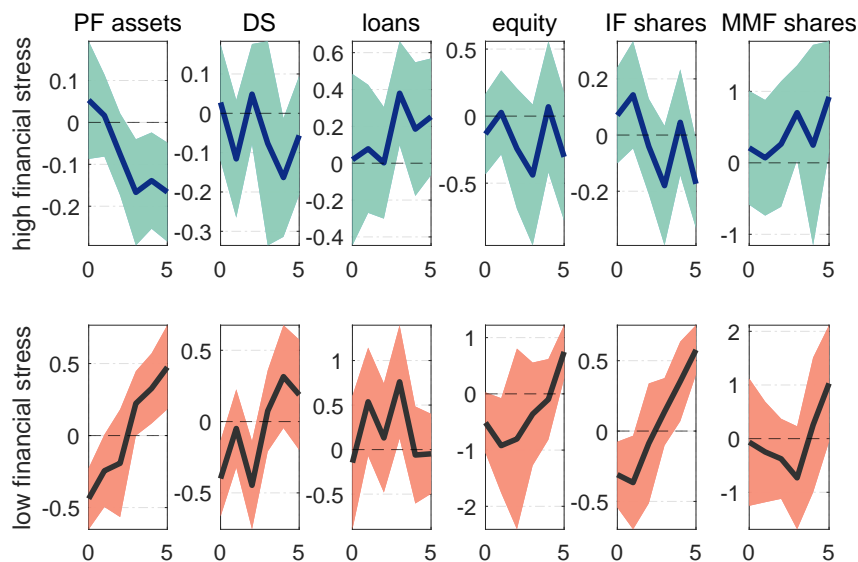 PF assets DS loans equity IF shares MMF shares
high financial stress
0.1 0 -0.1 -0.2
0 5
0.1 0 -0.1 -0.2 -0.3
0 5
0.6 0.4 0.2 0 -0.2 -0.4
0 5
0.5 0 -0.5
0 5
0.2 0 -0.2
0 5
1 0 -1
0 5
low financial stress
0.5 0 -0.5
0 5
0.5 0 -0.5
0 5
1 0.5 0 -0.5
0 5
1 0 -1 -2
0 5
0.5 0 -0.5
0 5
2 1 0 -1
0 5